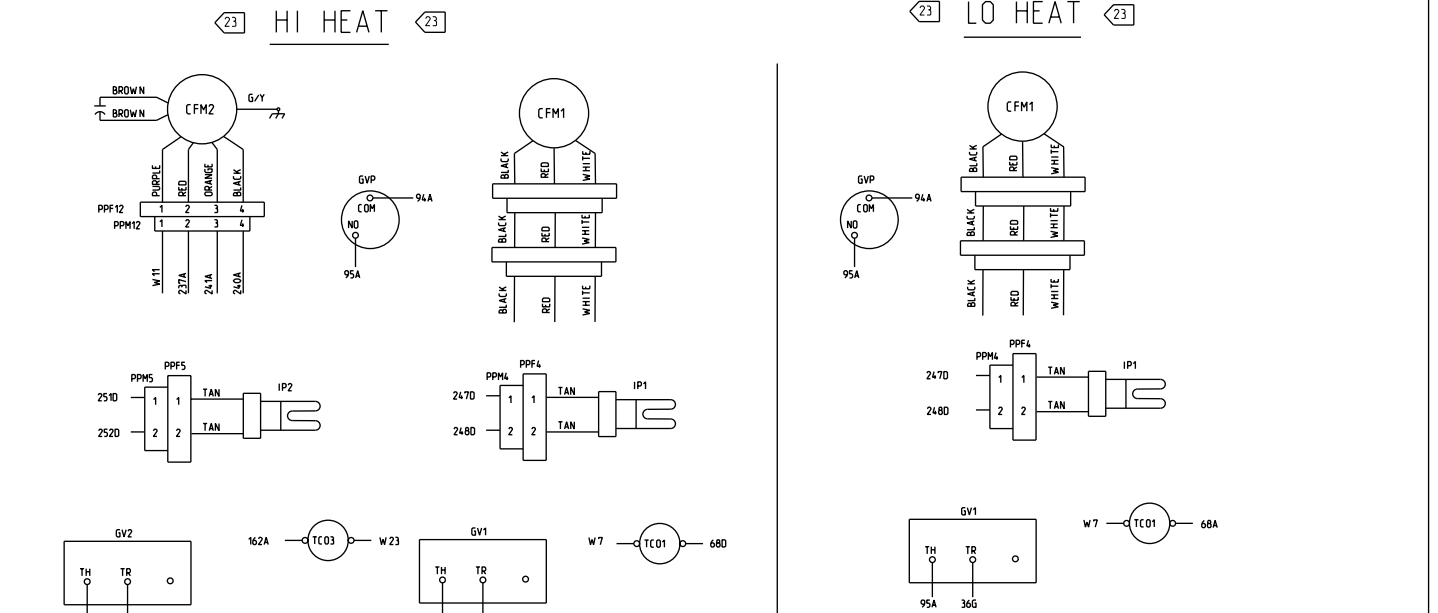 23 HI HEAT 23
23 LO HEAT 23
BROWN
BROWN
CFM2
G/Y
PURPLE
RED
ORANGE
BLACK
PPF12
1 2 3 4
PPM12
1 2 3 4
W11
237A
241A
240A
GVP
COM
94A
NO
95A
CFM1
BLACK
RED
WHITE
BLACK
RED
WHITE
BLACK
RED
WHITE
GVP
COM
94A
NO
95A
CFM1
BLACK
RED
WHITE
BLACK
RED
WHITE
BLACK
RED
WHITE
PPF5
PPM5
251D 1 1 TAN
IP2
252D 2 2 TAN
PPF4
PPM4
247D 1 1 TAN
IP1
248D 2 2 TAN
PPF4
PPM4
247D 1 1 TAN
IP1
248D 2 2 TAN
GV2
TH TR
162A TCO3 W23
GV1
TH TR
W7 TCO1 68D
GV1
TH TR
95A 36G
W7 TCO1 68A